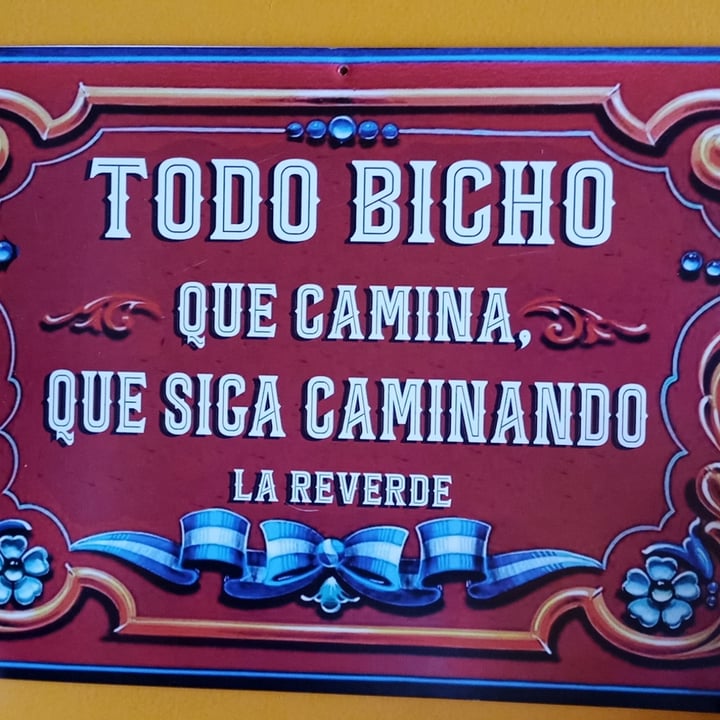 TODO BICHO
QUE CAMINA,
QUE SIGA CAMINANDO
LA REVERDE